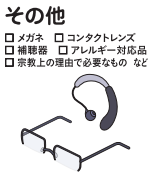 その他
□ メガネ □ コンタクトレンズ
□ 補聴器 □ アレルギー対応品
□ 宗教上の理由で必要なもの など